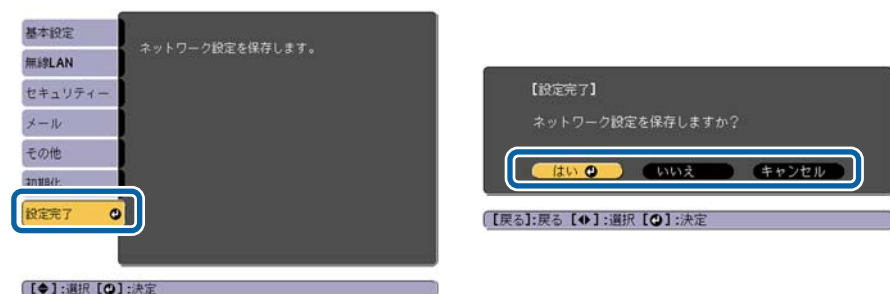 基本設定
無線LAN
セキュリティー
メール
その他
初期化
設定完了
ネットワーク設定を保存します。
[◆]:選択 [↵]:決定
【設定完了】
ネットワーク設定を保存しますか?
はい いいえ キャンセル
[戻る]:戻る [◀▶]:選択 [↵]:決定